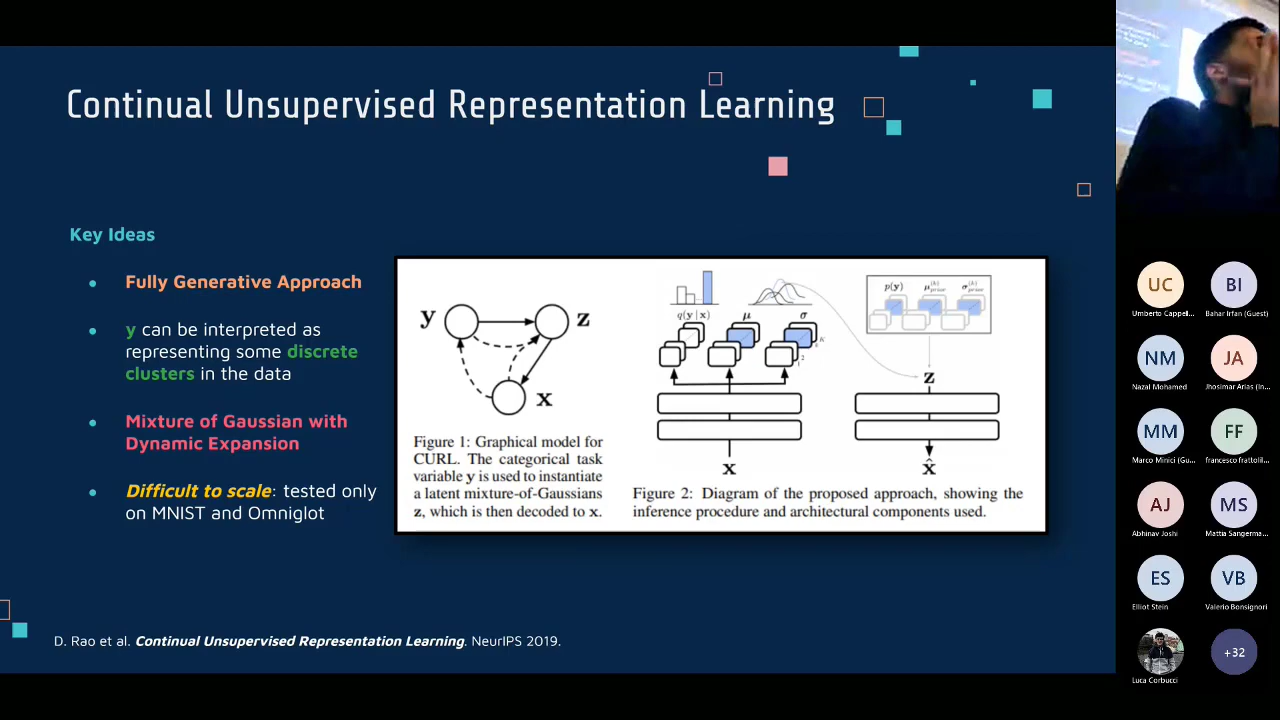 Continual Unsupervised Representation Learning
Key Ideas
Fully Generative Approach
y can be interpreted as
representing some discrete
clusters in the data
Mixture of Gaussian with
Dynamic Expansion
Difficult to scale: tested only
on MNIST and Omniglot
y
z
x
Figure 1: Graphical model for
CURL. The categorical task
variable y is used to instantiate
a latent mixture-of-Gaussians
z, which is then decoded to x.
q(y | x)
μ
σ
p(y)
z
x
x̂
Figure 2: Diagram of the proposed approach, showing the
inference procedure and architectural components used.
D. Rao et al. Continual Unsupervised Representation Learning. NeurIPS 2019.
UC
BI
Umberto Cappell...
Bahar Irfan (Guest)
NM
JA
Nazal Mohamed
Jhosimar Arias (In...
MM
FF
Marco Minici (Gu...
francesco frattolil...
AJ
MS
Abhinav Joshi
Mattia Sangerma...
ES
VB
Elliot Stein
Valerio Bonsignori
+32
Luca Corbucci